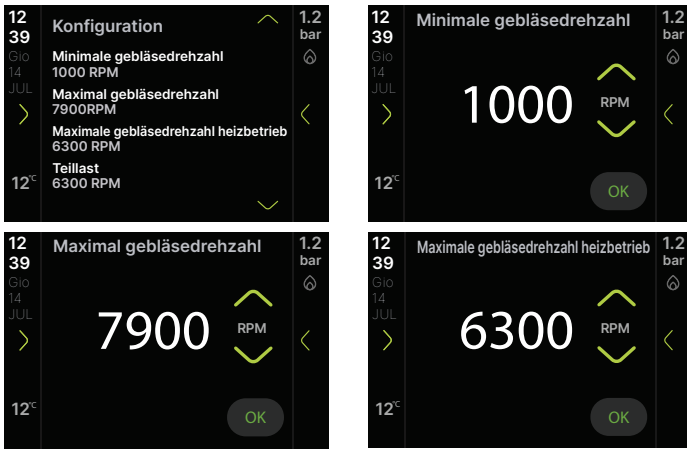 12
39
Gio
14
JUL
12°C
Konfiguration
Minimale gebläsedrehzahl
1000 RPM
Maximal gebläsedrehzahl
7900RPM
Maximale gebläsedrehzahl heizbetrieb
6300 RPM
Teillast
6300 RPM
1.2
bar
12
39
Gio
14
JUL
12°C
Minimale gebläsedrehzahl
1000
RPM
OK
1.2
bar
12
39
Gio
14
JUL
12°C
Maximal gebläsedrehzahl
7900
RPM
OK
1.2
bar
12
39
Gio
14
JUL
12°C
Maximale gebläsedrehzahl heizbetrieb
6300
RPM
OK
1.2
bar